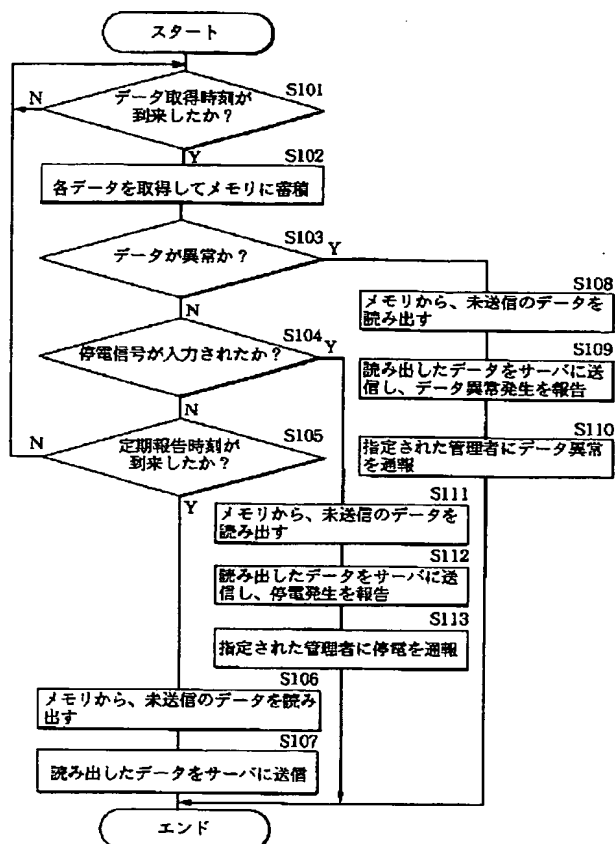 スタート
S101
データ取得時刻が
到来したか？
N
Y
S102
各データを取得してメモリに蓄積
S103
データが異常か？
Y
N
S104
停電信号が入力されたか？
Y
N
S105
定期報告時刻が
到来したか？
N
Y
S108
メモリから、未送信のデータを
読み出す
S109
読み出したデータをサーバに送
信し、データ異常発生を報告
S110
指定された管理者にデータ異常
を通報
S111
メモリから、未送信のデータを
読み出す
S112
読み出したデータをサーバに送
信し、停電発生を報告
S113
指定された管理者に停電を通報
S106
メモリから、未送信のデータを読み出
す
S107
読み出したデータをサーバに送信
エンド